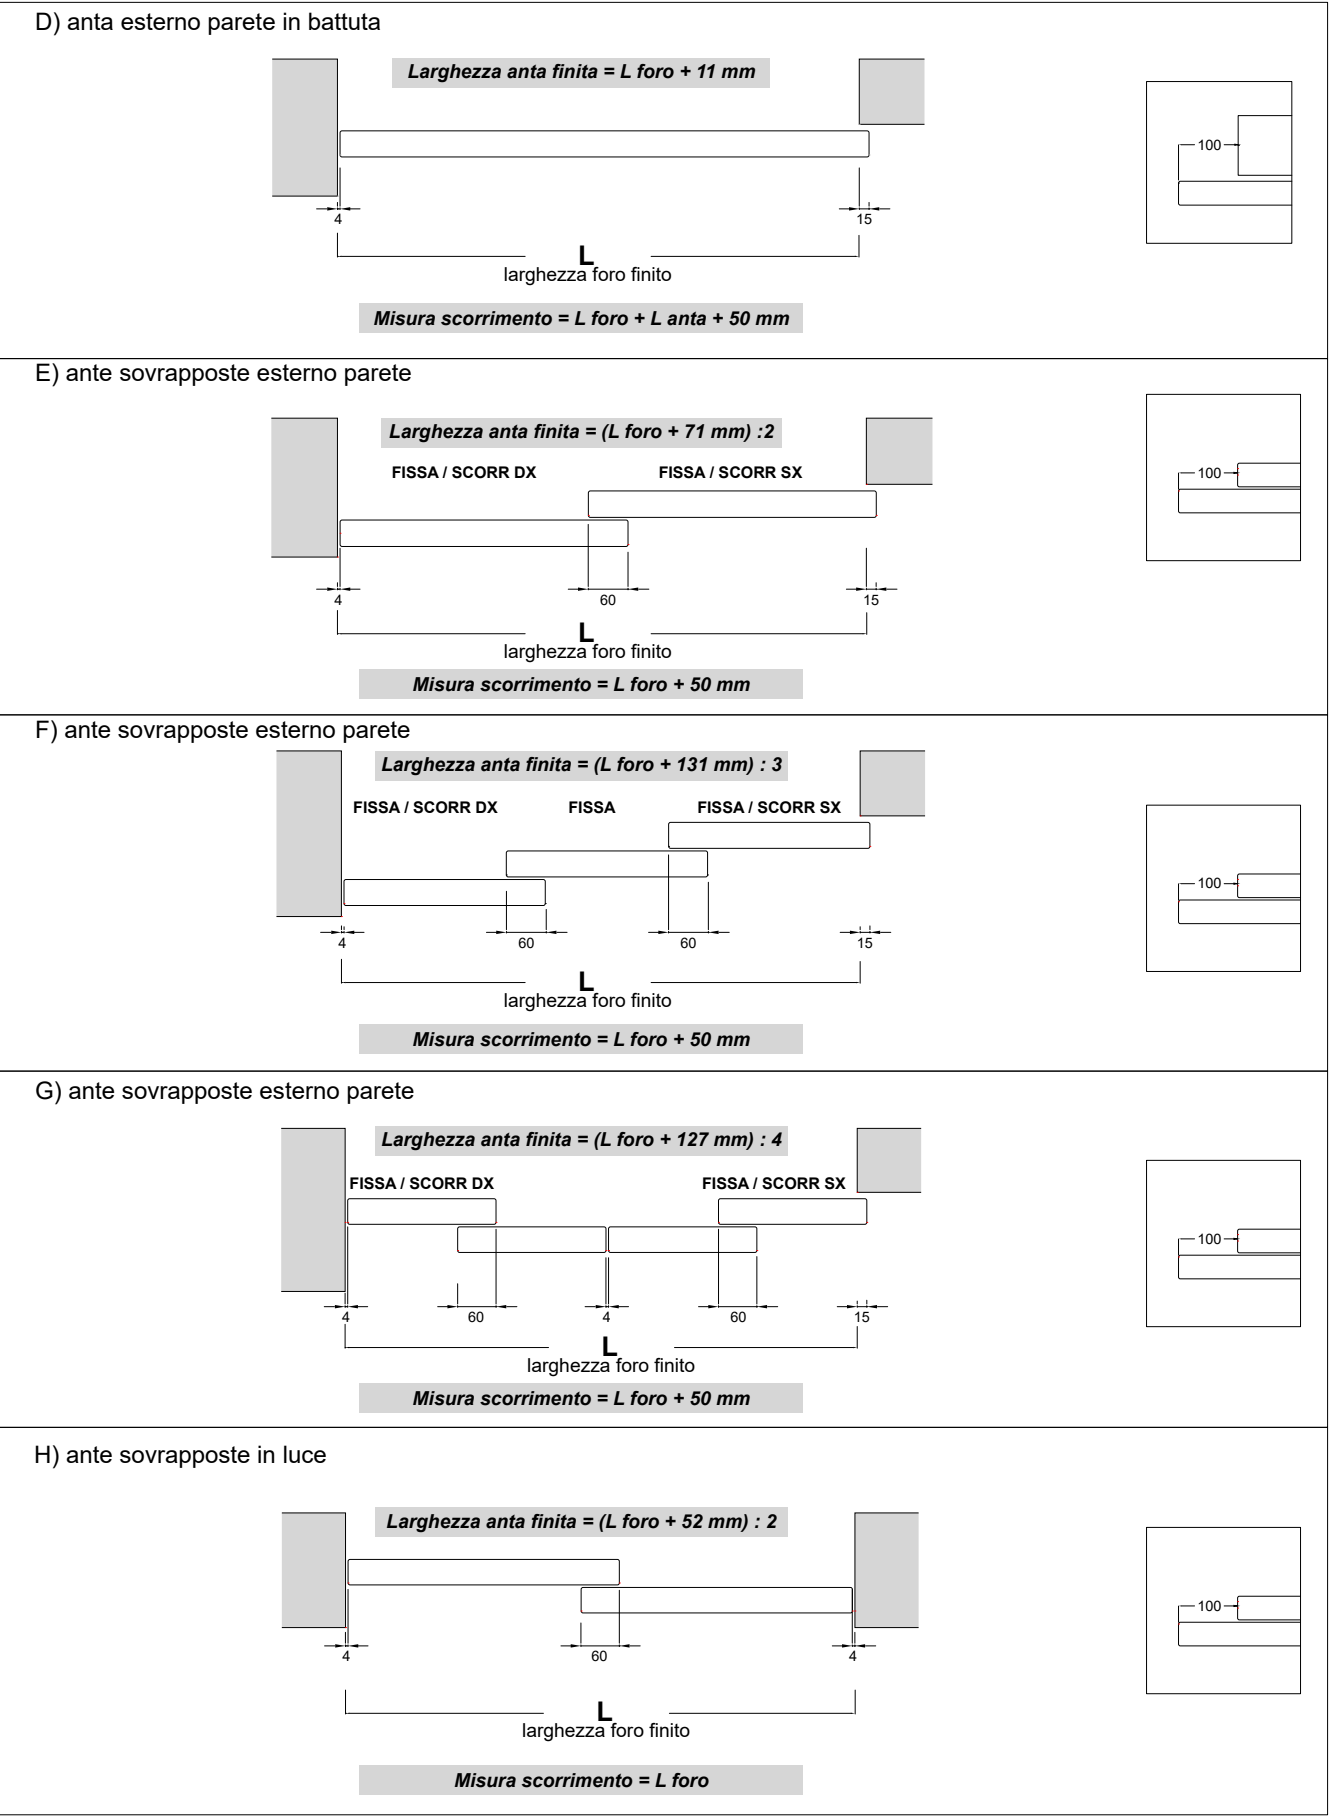 D) anta esterno parete in battuta
Larghezza anta finita = L foro + 11 mm
100
4
15
L
larghezza foro finito
Misura scorrimento = L foro + L anta + 50 mm
E) ante sovrapposte esterno parete
Larghezza anta finita = (L foro + 71 mm) :2
FISSA / SCORR DX
FISSA / SCORR SX
100
4
60
15
L
larghezza foro finito
Misura scorrimento = L foro + 50 mm
F) ante sovrapposte esterno parete
Larghezza anta finita = (L foro + 131 mm) : 3
FISSA / SCORR DX
FISSA
FISSA / SCORR SX
100
4
60
60
15
L
larghezza foro finito
Misura scorrimento = L foro + 50 mm
G) ante sovrapposte esterno parete
Larghezza anta finita = (L foro + 127 mm) : 4
FISSA / SCORR DX
FISSA / SCORR SX
100
4
60
4
60
15
L
larghezza foro finito
Misura scorrimento = L foro + 50 mm
H) ante sovrapposte in luce
Larghezza anta finita = (L foro + 52 mm) : 2
100
4
60
4
L
larghezza foro finito
Misura scorrimento = L foro